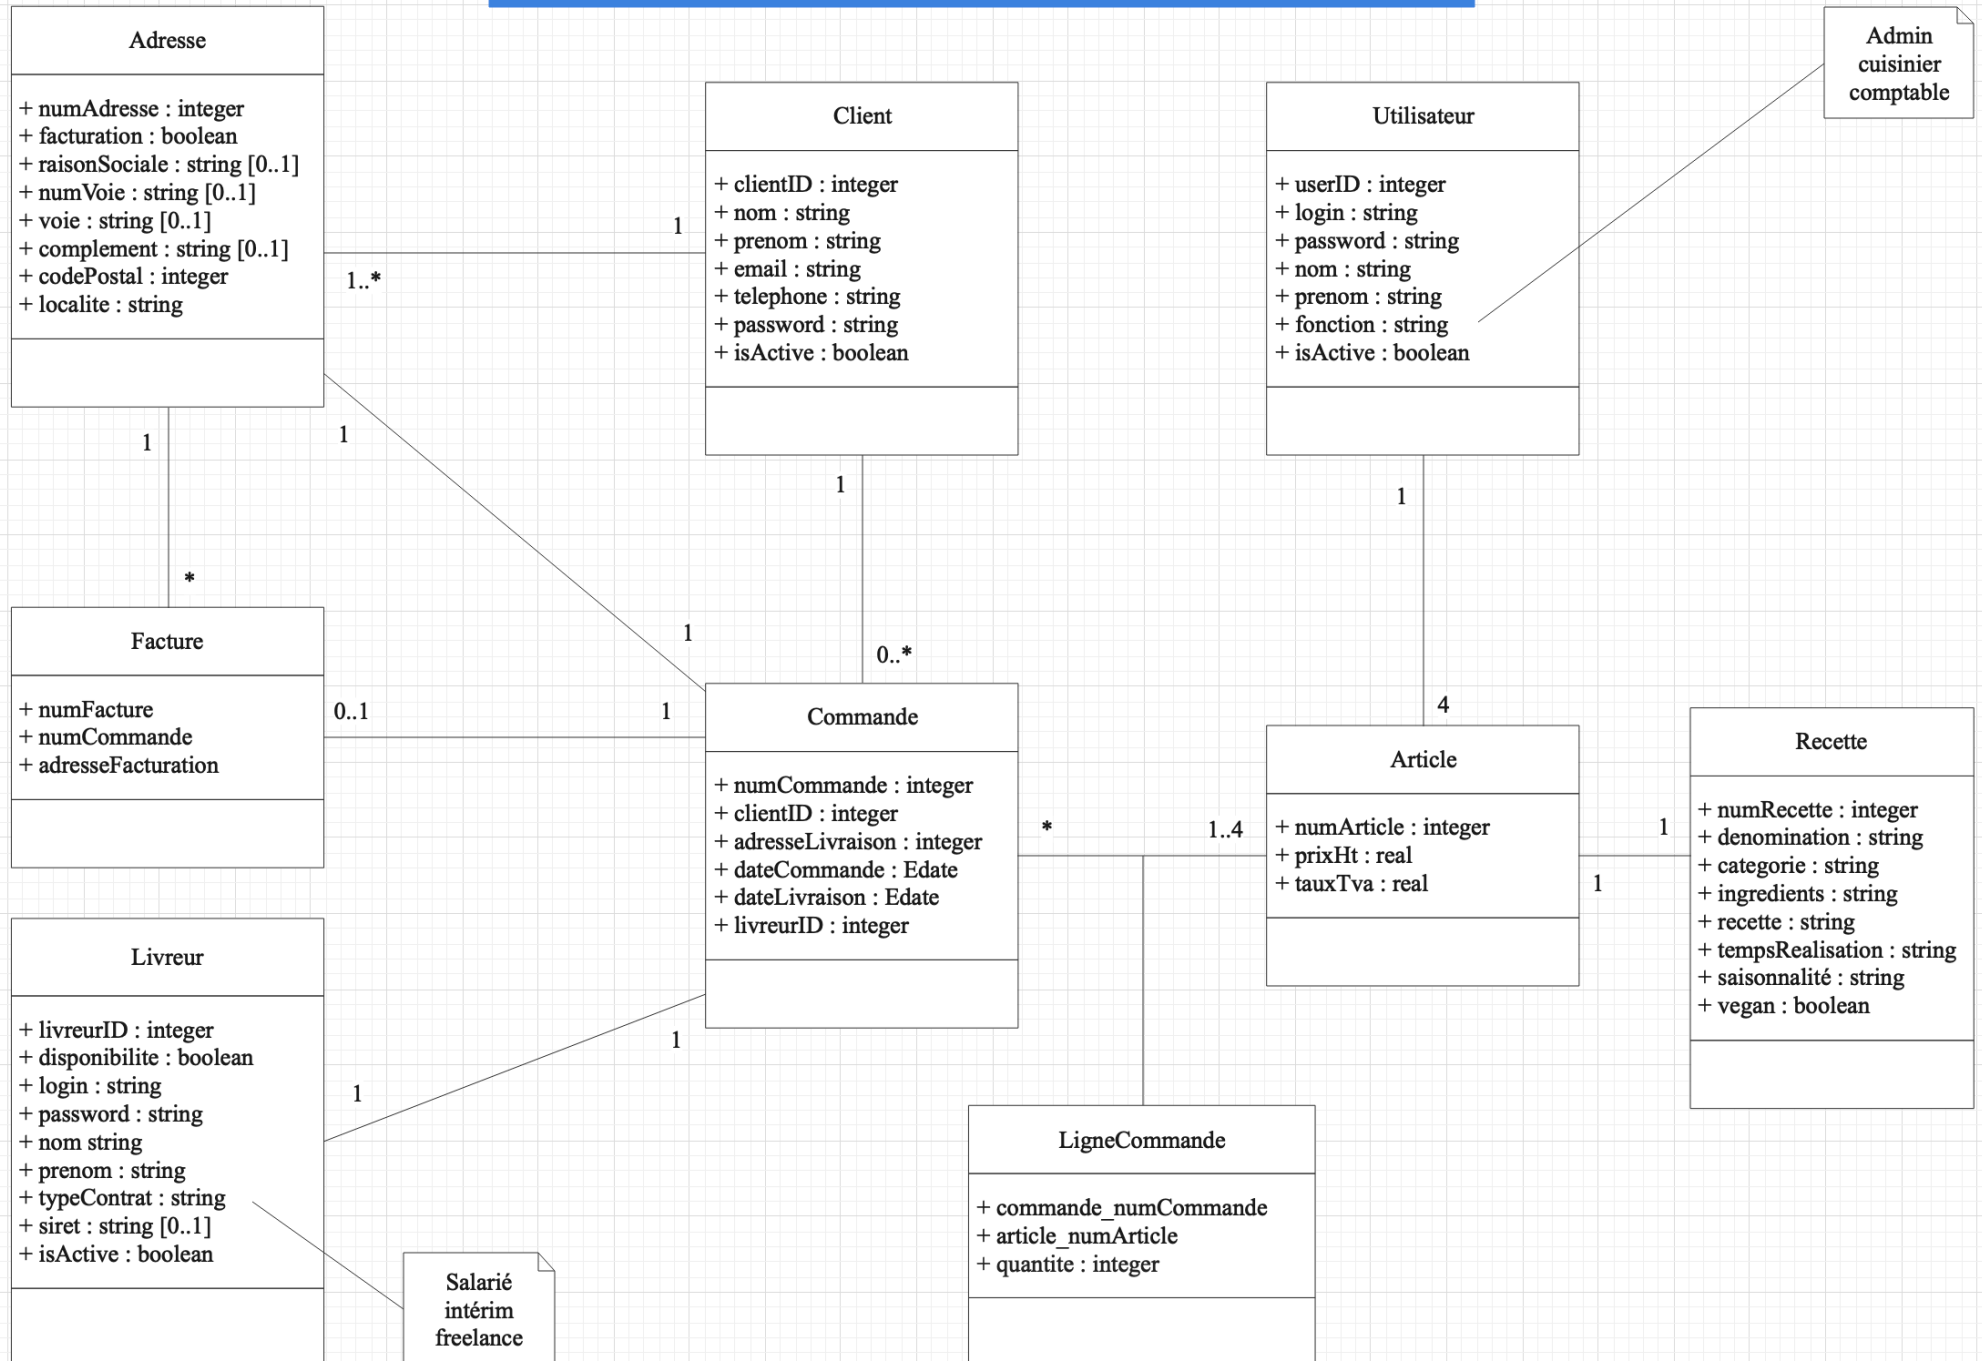 Adresse
+ numAdresse : integer
+ facturation : boolean
+ raisonSociale : string [0..1]
+ numVoie : string [0..1]
+ voie : string [0..1]
+ complement : string [0..1]
+ codePostal : integer
+ localite : string
Client
+ clientID : integer
+ nom : string
+ prenom : string
+ email : string
+ telephone : string
+ password : string
+ isActive : boolean
Utilisateur
+ userID : integer
+ login : string
+ password : string
+ nom : string
+ prenom : string
+ fonction : string
+ isActive : boolean
Admin
cuisinier
comptable
1
1..*
1
1
1
1
*
1
0..*
4
Facture
+ numFacture
+ numCommande
+ adresseFacturation
0..1
1
Commande
+ numCommande : integer
+ clientID : integer
+ adresseLivraison : integer
+ dateCommande : Edate
+ dateLivraison : Edate
+ livreurID : integer
*
1..4
Article
+ numArticle : integer
+ prixHt : real
+ tauxTva : real
1
1
Recette
+ numRecette : integer
+ denomination : string
+ categorie : string
+ ingredients : string
+ recette : string
+ tempsRealisation : string
+ saisonnalité : string
+ vegan : boolean
Livreur
+ livreurID : integer
+ disponibilite : boolean
+ login : string
+ password : string
+ nom string
+ prenom : string
+ typeContrat : string
+ siret : string [0..1]
+ isActive : boolean
1
1
Salarié
intérim
freelance
LigneCommande
+ commande_numCommande
+ article_numArticle
+ quantite : integer